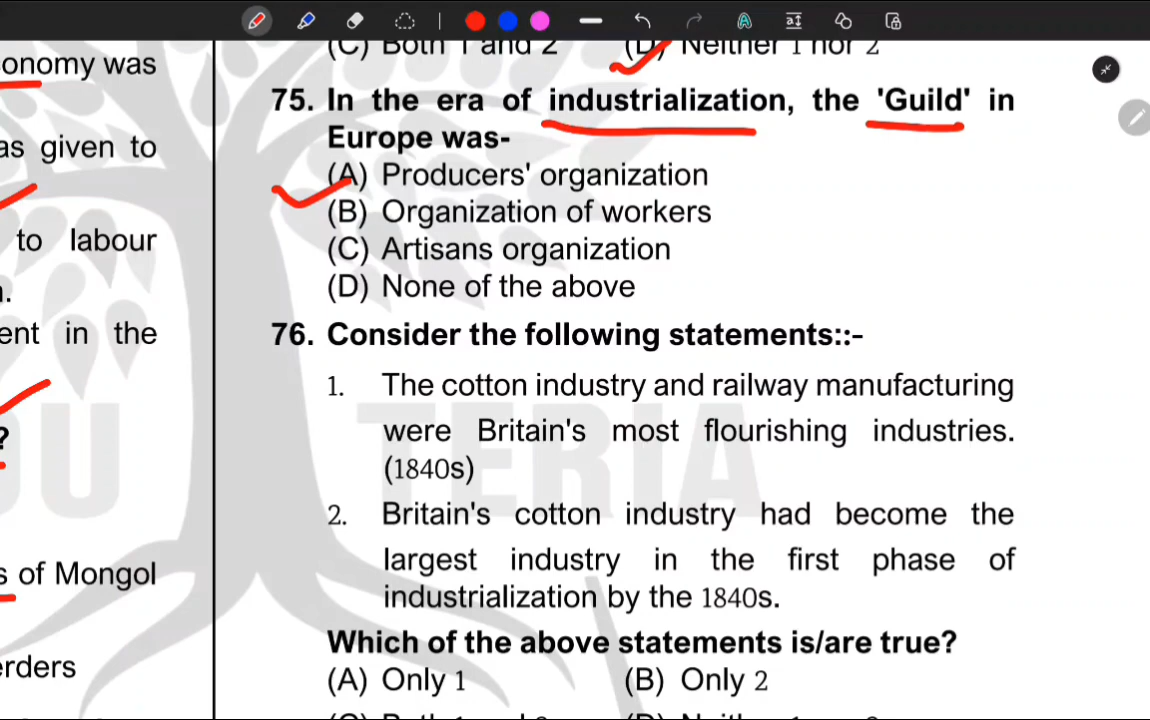 (C) Both 1 and 2 (D) Neither 1 nor 2
onomy was
as given to
to labour
ent in the
?
of Mongol
erders
75. In the era of industrialization, the 'Guild' in
Europe was-
(A) Producers' organization
(B) Organization of workers
(C) Artisans organization
(D) None of the above
76. Consider the following statements::-
1. The cotton industry and railway manufacturing
were Britain's most flourishing industries.
(1840s)
2. Britain's cotton industry had become the
largest industry in the first phase of
industrialization by the 1840s.
Which of the above statements is/are true?
(A) Only 1 (B) Only 2
TERIA